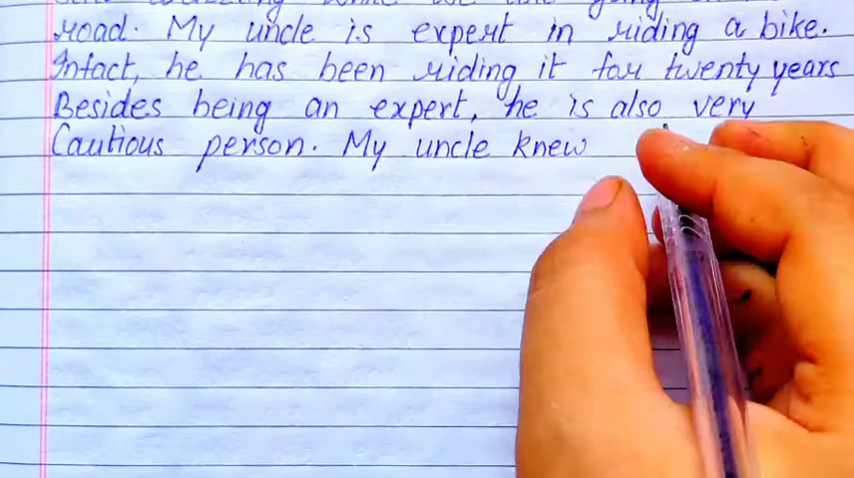 road. My uncle is expert in riding a bike.
Infact, he has been riding it for twenty years
Besides being an expert, he is also very
Cautious person. My uncle knew